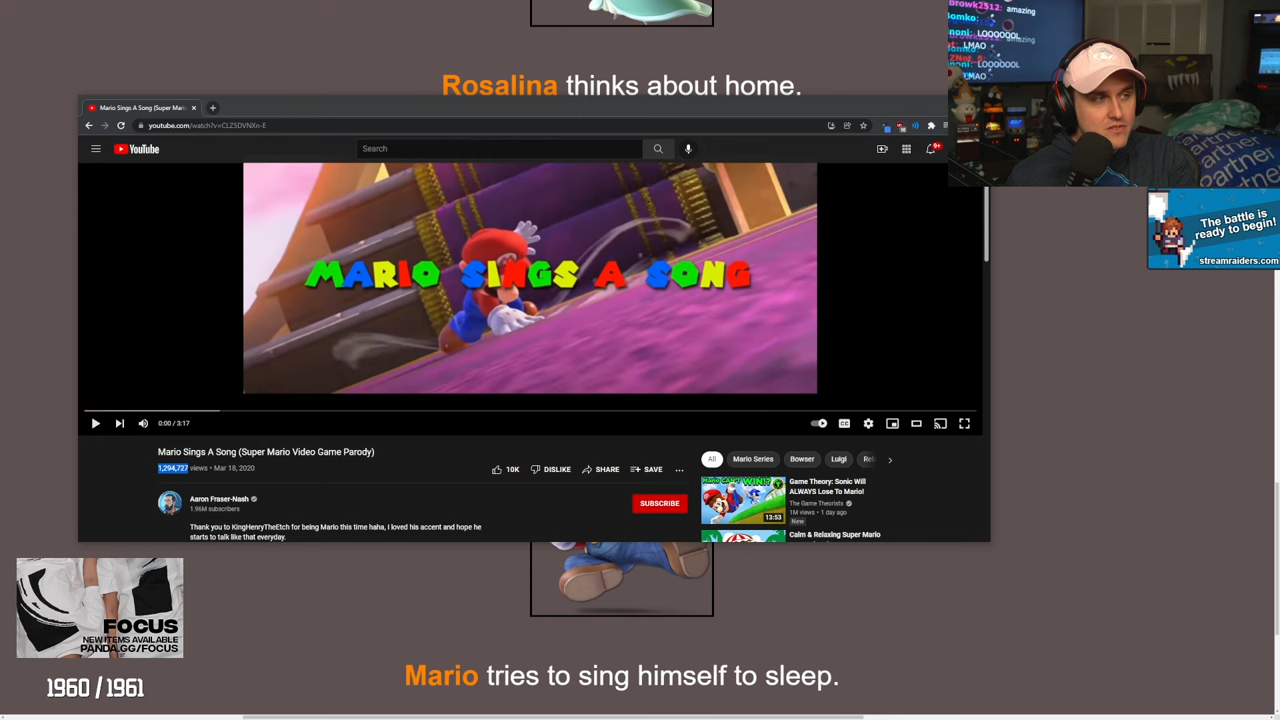 Rosalina thinks about home.
Mario Sings A Song (Super Mari
youtube.com/watch?v=CLZ5DVNXn-E
YouTube
Search
9+
MARIO SINGS A SONG
0:00 / 3:17
CC
Mario Sings A Song (Super Mario Video Game Parody)
1,294,727 views • Mar 18, 2020
10K
DISLIKE
SHARE
SAVE
Aaron Fraser-Nash
1.96M subscribers
SUBSCRIBE
Thank you to KingHenryTheEtch for being Mario this time haha, I loved his accent and hope he
starts to talk like that everyday.
All
Mario Series
Bowser
Luigi
Game Theory: Sonic Will
ALWAYS Lose To Mario!
The Game Theorists
1M views • 1 day ago
New
13:53
Calm & Relaxing Super Mario
Mario tries to sing himself to sleep.
FOCUS
NEW ITEMS AVAILABLE
PANDA.GG/FOCUS
1960 / 1961
The battle is
ready to begin!
streamraiders.com
amazing
LOOOOOOL
LMAO
amazing
LOOOOOOL
LMAO
partner